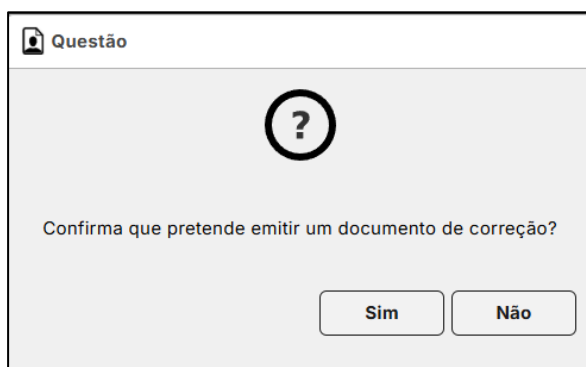 Questão
?
Confirma que pretende emitir um documento de correção?
Sim Não